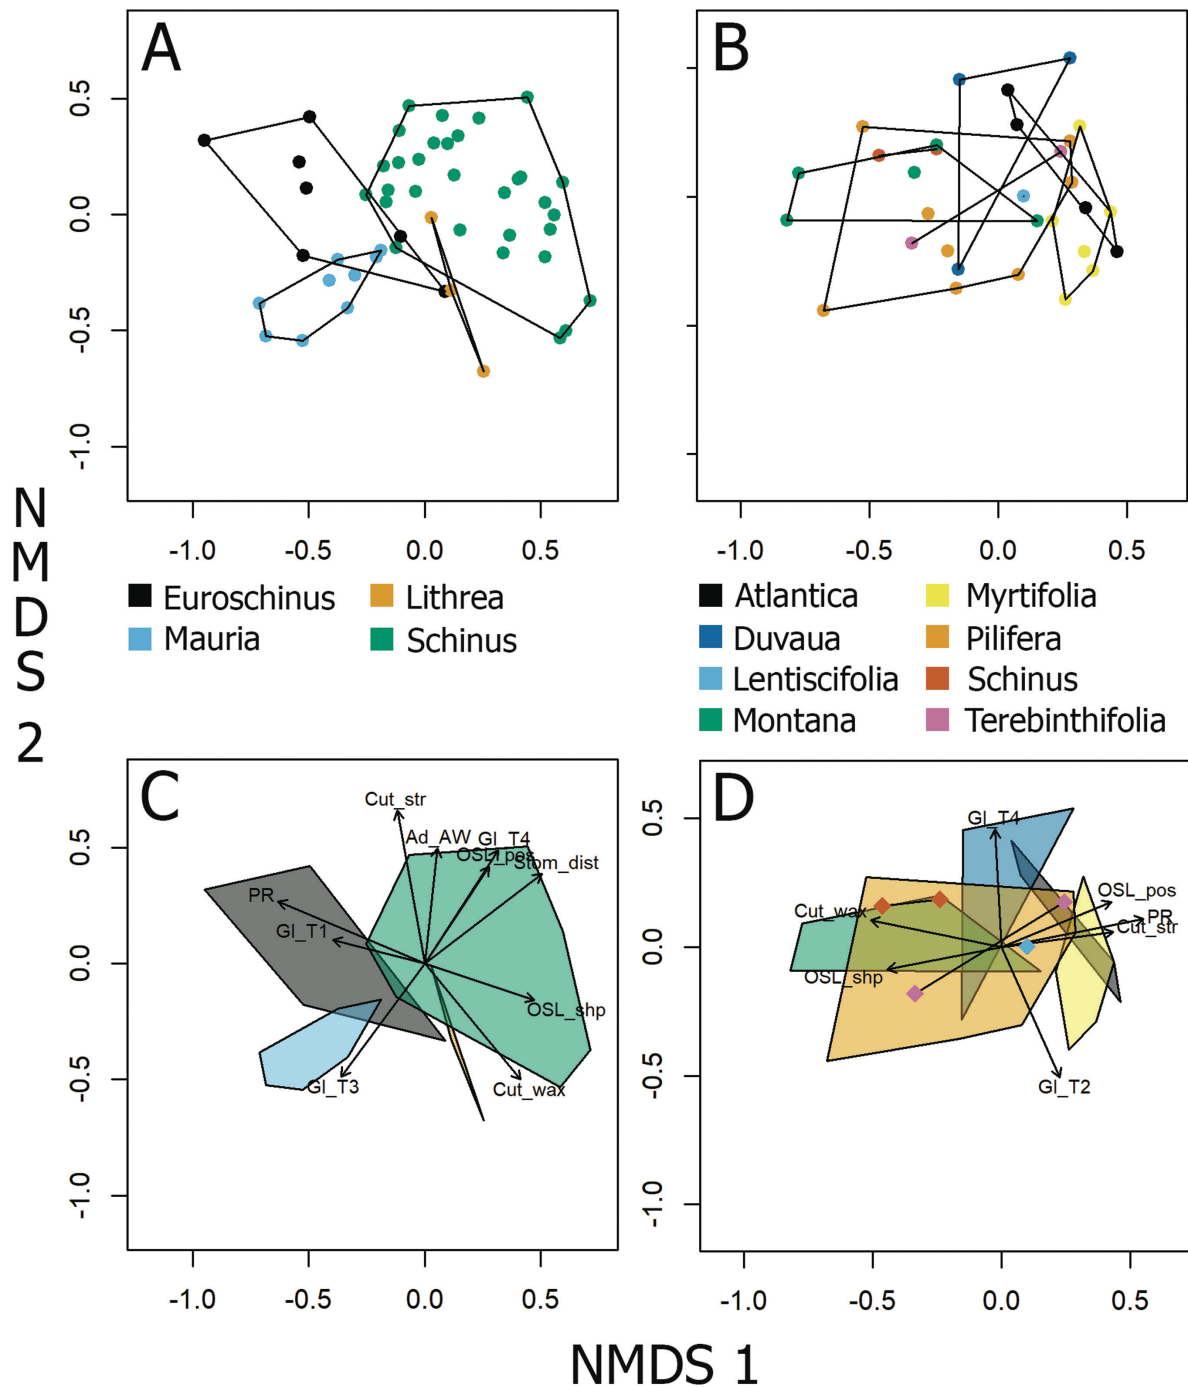 A
B
0.5
0.0
-0.5
-1.0
-1.0 -0.5 0.0 0.5
-1.0 -0.5 0.0 0.5
NMDS 2
Euroschinus
Lithrea
Mauria
Schinus
Atlantica
Myrtifolia
Duvaua
Pilifera
Lentiscifolia
Schinus
Montana
Terebinthifolia
C
Cut_str
Ad_AW
Gl_T4
OSL_pos
Stom_dist
PR
Gl_T1
OSL_shp
Gl_T3
Cut_wax
0.5
0.0
-0.5
-1.0
-1.0 -0.5 0.0 0.5
D
Gl_T4
OSL_pos
Cut_wax
PR
Cut_str
OSL_shp
Gl_T2
0.5
0.0
-0.5
-1.0
-1.0 -0.5 0.0 0.5
NMDS 1